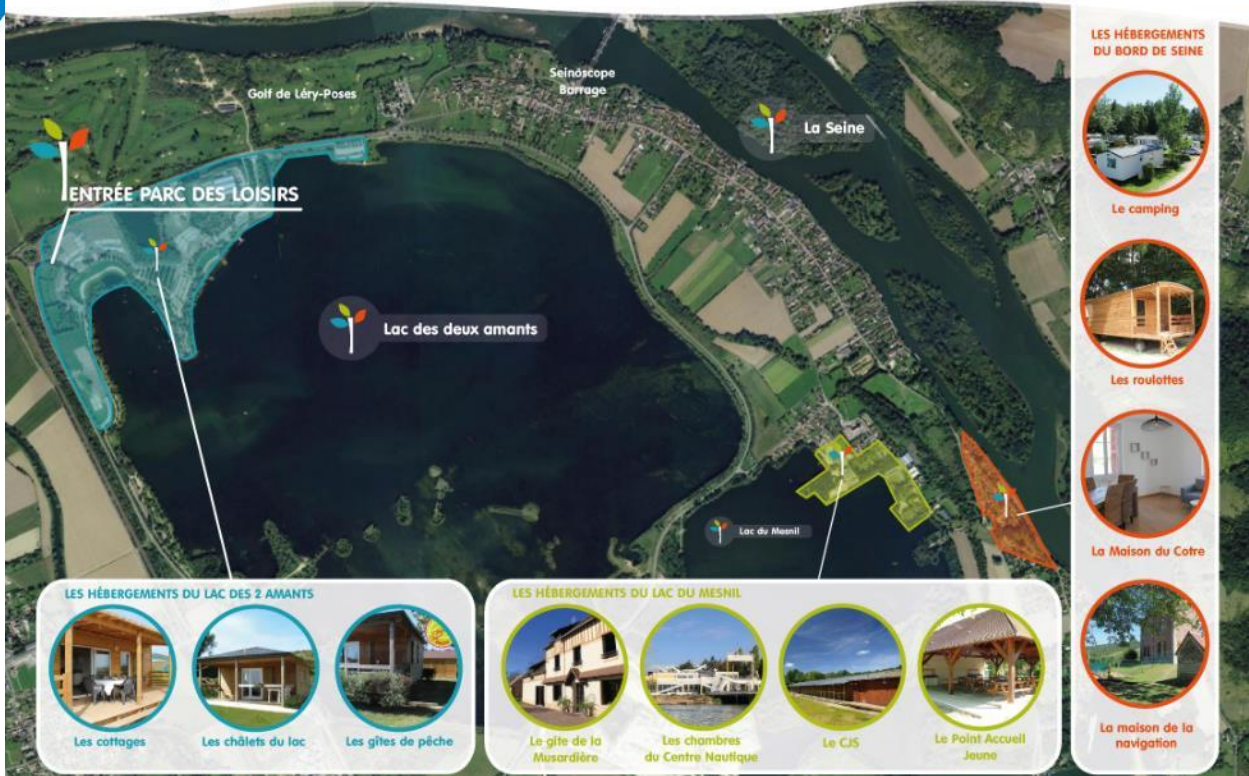 Golf de Léry-Poses
Seinoscope
Barrage
La Seine
ENTRÉE PARC DES LOISIRS
Lac des deux amants
Lac du Mesnil
LES HÉBERGEMENTS
DU BORD DE SEINE
Le camping
Les roulottes
La Maison du Cotre
La maison de la
navigation
LES HÉBERGEMENTS DU LAC DES 2 AMANTS
Les cottages
Les châlets du lac
Les gîtes de pêche
LES HÉBERGEMENTS DU LAC DU MESNIL
Le gîte de la
Musardière
Les chambres
du Centre Nautique
Le CJS
Le Point Accueil
Jeune